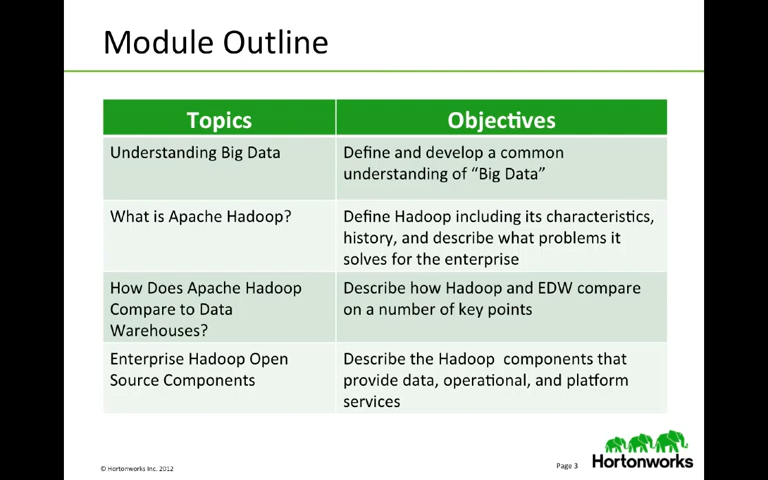 Module Outline
Topics
Objectives
Understanding Big Data
Define and develop a common
understanding of “Big Data”
What is Apache Hadoop?
Define Hadoop including its characteristics,
history, and describe what problems it
solves for the enterprise
How Does Apache Hadoop
Compare to Data
Warehouses?
Describe how Hadoop and EDW compare
on a number of key points
Enterprise Hadoop Open
Source Components
Describe the Hadoop components that
provide data, operational, and platform
services
© Hortonworks Inc. 2012
Page 3
Hortonworks